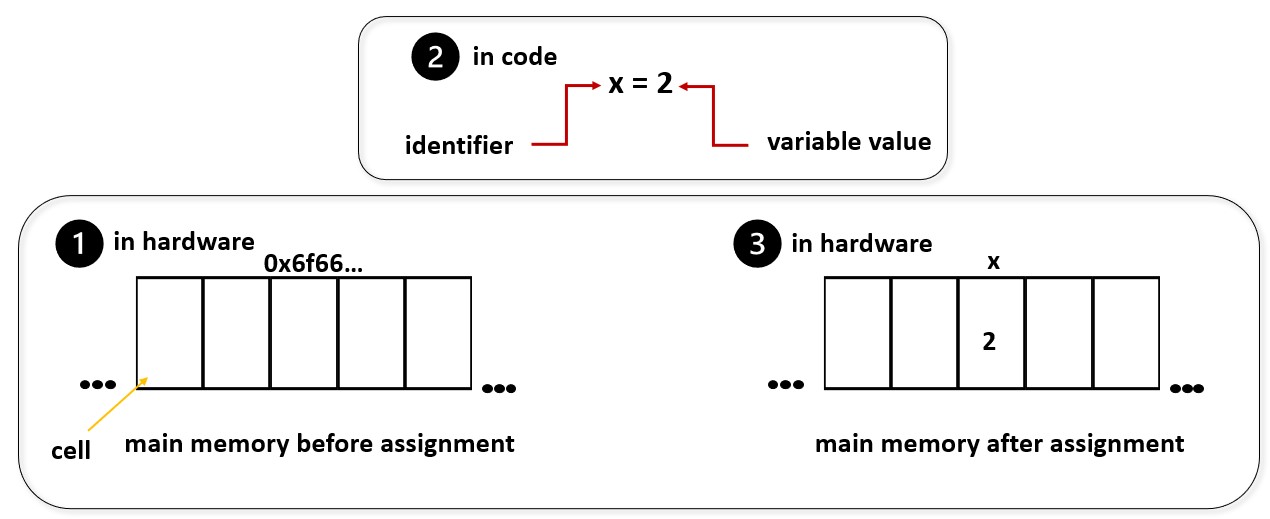 2 in code
x = 2
identifier
variable value
1 in hardware
0x6f66...
cell
main memory before assignment
3 in hardware
x
2
main memory after assignment